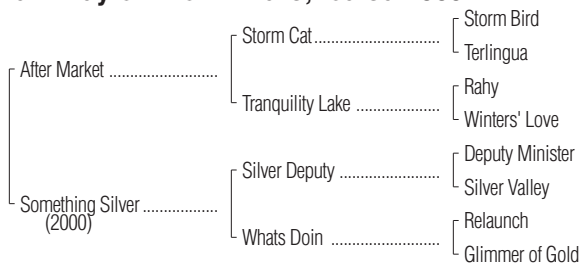 Storm Bird
Storm Cat
Terlingua
After Market
Rahy
Tranquility Lake
Winters' Love
Deputy Minister
Silver Deputy
Silver Valley
Something Silver
(2000)
Relaunch
Whats Doin
Glimmer of Gold